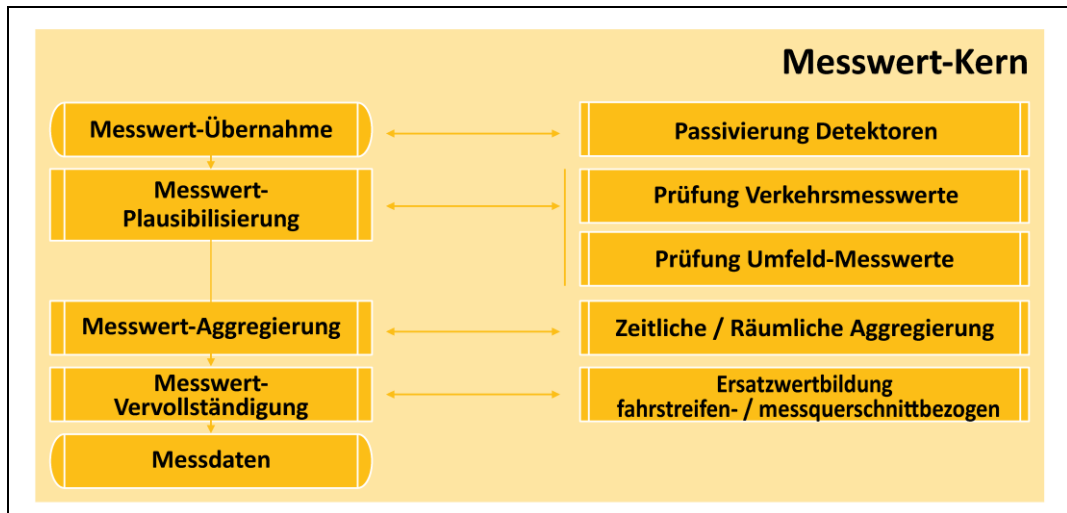 Messwert-Kern
Messwert-Übernahme
Passivierung Detektoren
Messwert-
Plausibilisierung
Prüfung Verkehrsmesswerte
Prüfung Umfeld-Messwerte
Messwert-Aggregierung
Zeitliche / Räumliche Aggregierung
Messwert-
Vervollständigung
Ersatzwertbildung
fahrstreifen- / messquerschnittbezogen
Messdaten